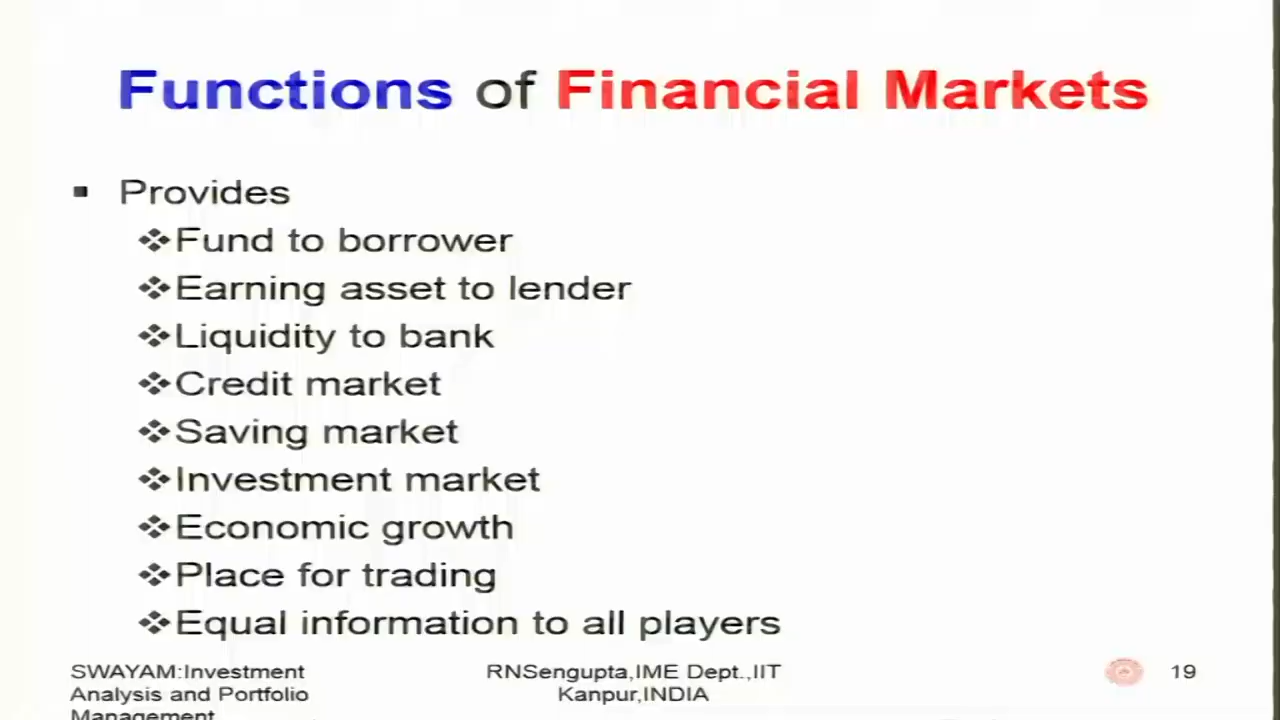 Functions of Financial Markets
▪ Provides
❖Fund to borrower
❖Earning asset to lender
❖Liquidity to bank
❖Credit market
❖Saving market
❖Investment market
❖Economic growth
❖Place for trading
❖Equal information to all players
SWAYAM:Investment
Analysis and Portfolio
Management
RNSengupta,IME Dept.,IIT
Kanpur,INDIA
19